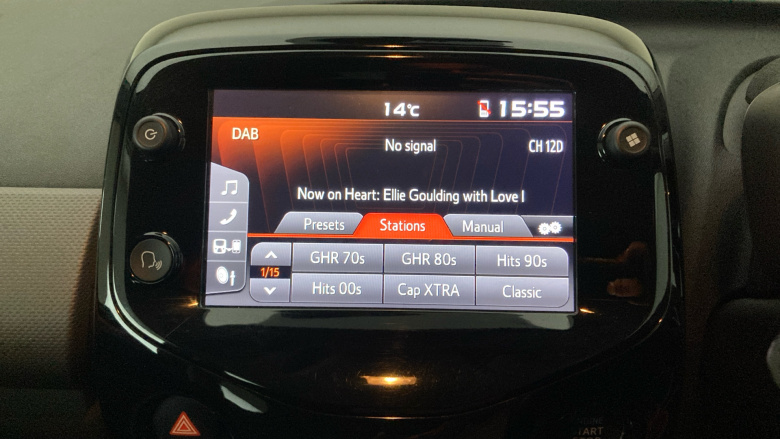 14°C 15:55
DAB
No signal CH 12D
Now on Heart: Ellie Goulding with Love I
Presets Stations Manual
GHR 70s GHR 80s Hits 90s
1/15
Hits 00s Cap XTRA Classic